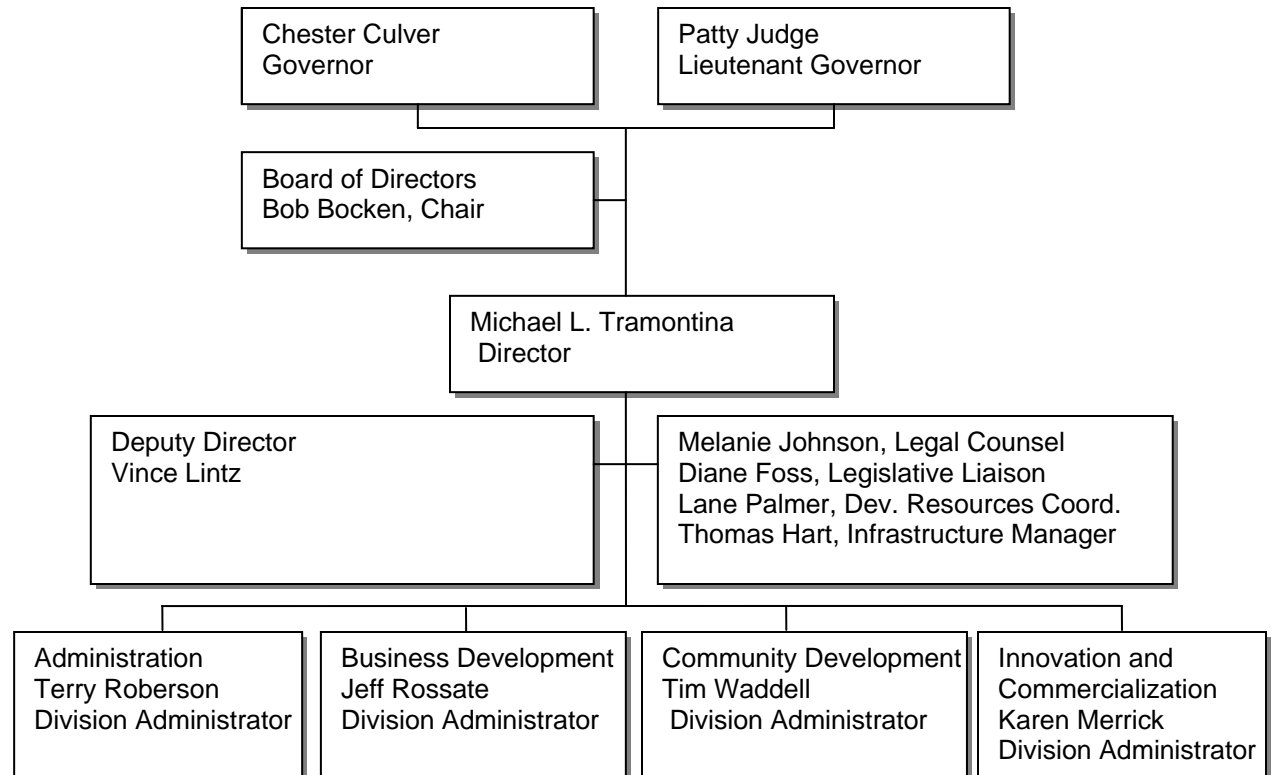 Chester Culver
Governor
Patty Judge
Lieutenant Governor
Board of Directors
Bob Bocken, Chair
Michael L. Tramontina
Director
Deputy Director
Vince Lintz
Melanie Johnson, Legal Counsel
Diane Foss, Legislative Liaison
Lane Palmer, Dev. Resources Coord.
Thomas Hart, Infrastructure Manager
Administration
Terry Roberson
Division Administrator
Business Development
Jeff Rossate
Division Administrator
Community Development
Tim Waddell
Division Administrator
Innovation and
Commercialization
Karen Merrick
Division Administrator